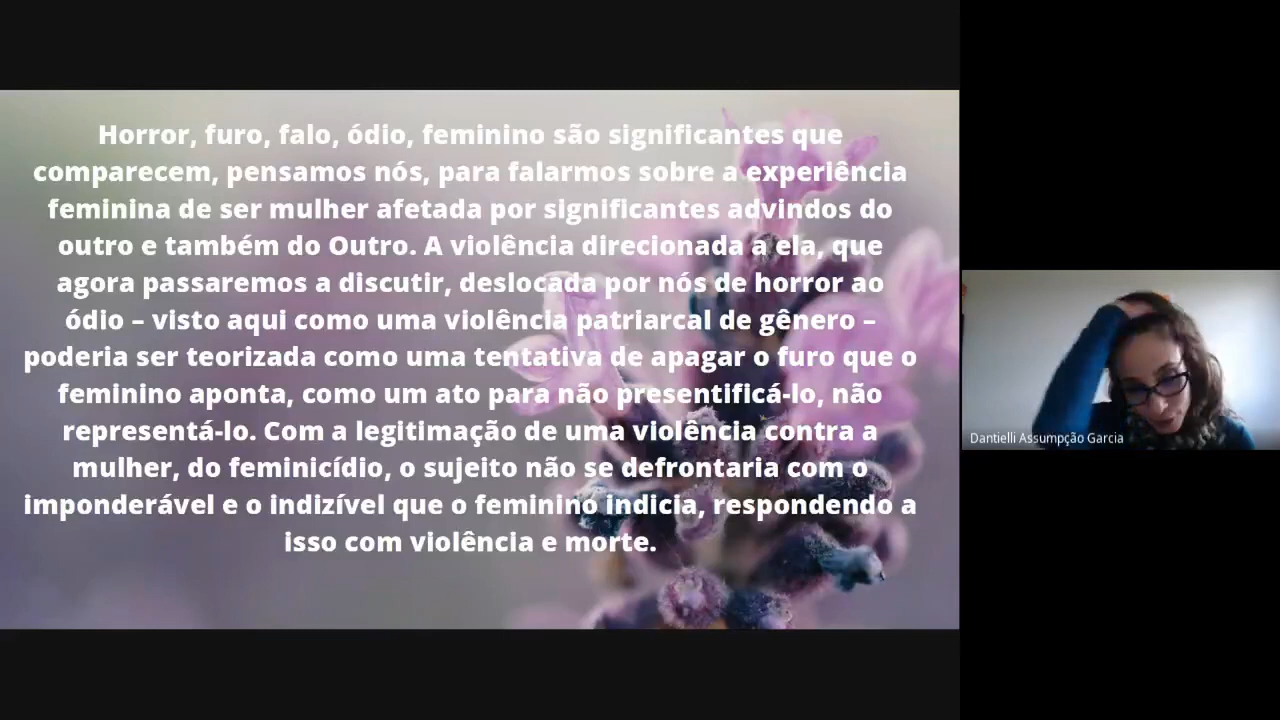 Horror, furo, falo, ódio, feminino são significantes que
comparecem, pensamos nós, para falarmos sobre a experiência
feminina de ser mulher afetada por significantes advindos do
outro e também do Outro. A violência direcionada a ela, que
agora passaremos a discutir, deslocada por nós de horror ao
ódio – visto aqui como uma violência patriarcal de gênero –
poderia ser teorizada como uma tentativa de apagar o furo que o
feminino aponta, como um ato para não presentificá-lo, não
representá-lo. Com a legitimação de uma violência contra a
mulher, do feminicídio, o sujeito não se defrontaria com o
imponderável e o indizível que o feminino indicia, respondendo a
isso com violência e morte.
Dantielli Assumpção Garcia